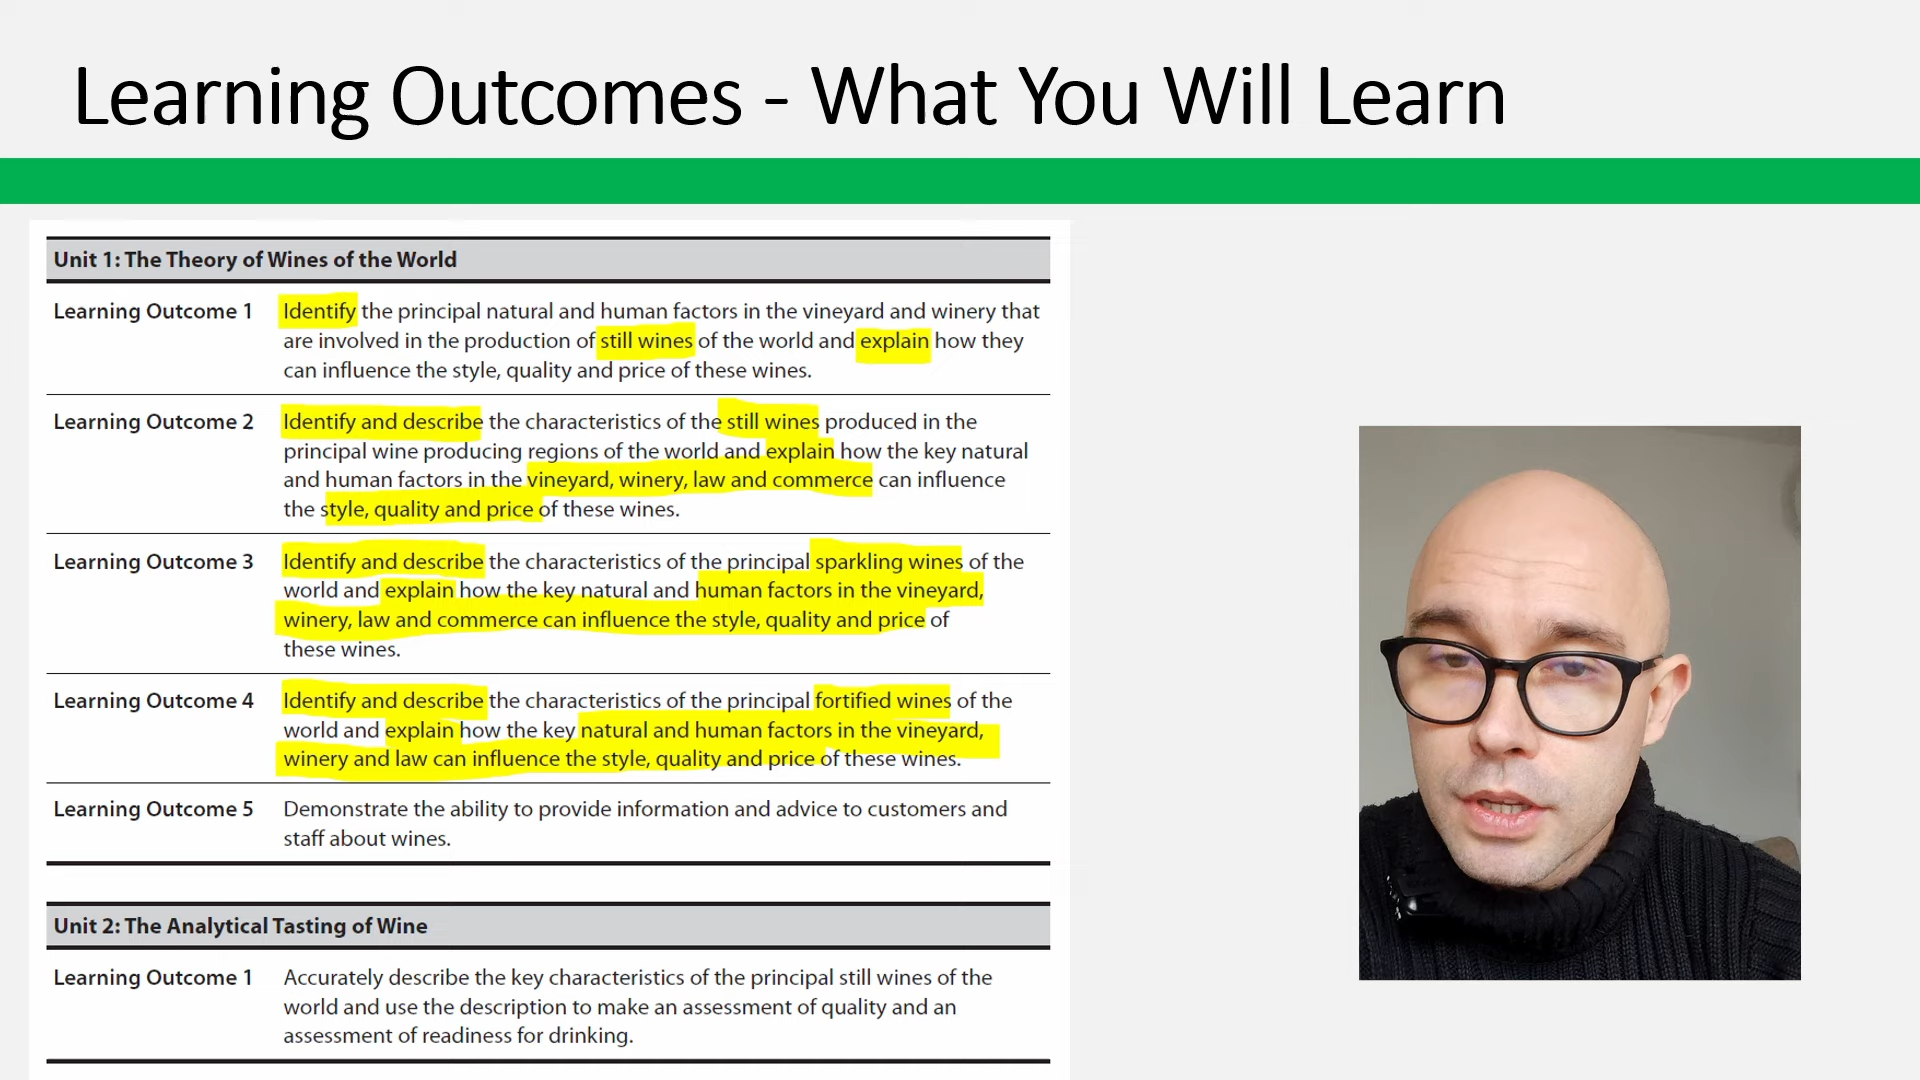 Learning Outcomes - What You Will Learn
Unit 1: The Theory of Wines of the World
Learning Outcome 1 Identify the principal natural and human factors in the vineyard and winery that
are involved in the production of still wines of the world and explain how they
can influence the style, quality and price of these wines.
Learning Outcome 2 Identify and describe the characteristics of the still wines produced in the
principal wine producing regions of the world and explain how the key natural
and human factors in the vineyard, winery, law and commerce can influence
the style, quality and price of these wines.
Learning Outcome 3 Identify and describe the characteristics of the principal sparkling wines of the
world and explain how the key natural and human factors in the vineyard,
winery, law and commerce can influence the style, quality and price of
these wines.
Learning Outcome 4 Identify and describe the characteristics of the principal fortified wines of the
world and explain how the key natural and human factors in the vineyard,
winery and law can influence the style, quality and price of these wines.
Learning Outcome 5 Demonstrate the ability to provide information and advice to customers and
staff about wines.
Unit 2: The Analytical Tasting of Wine
Learning Outcome 1 Accurately describe the key characteristics of the principal still wines of the
world and use the description to make an assessment of quality and an
assessment of readiness for drinking.